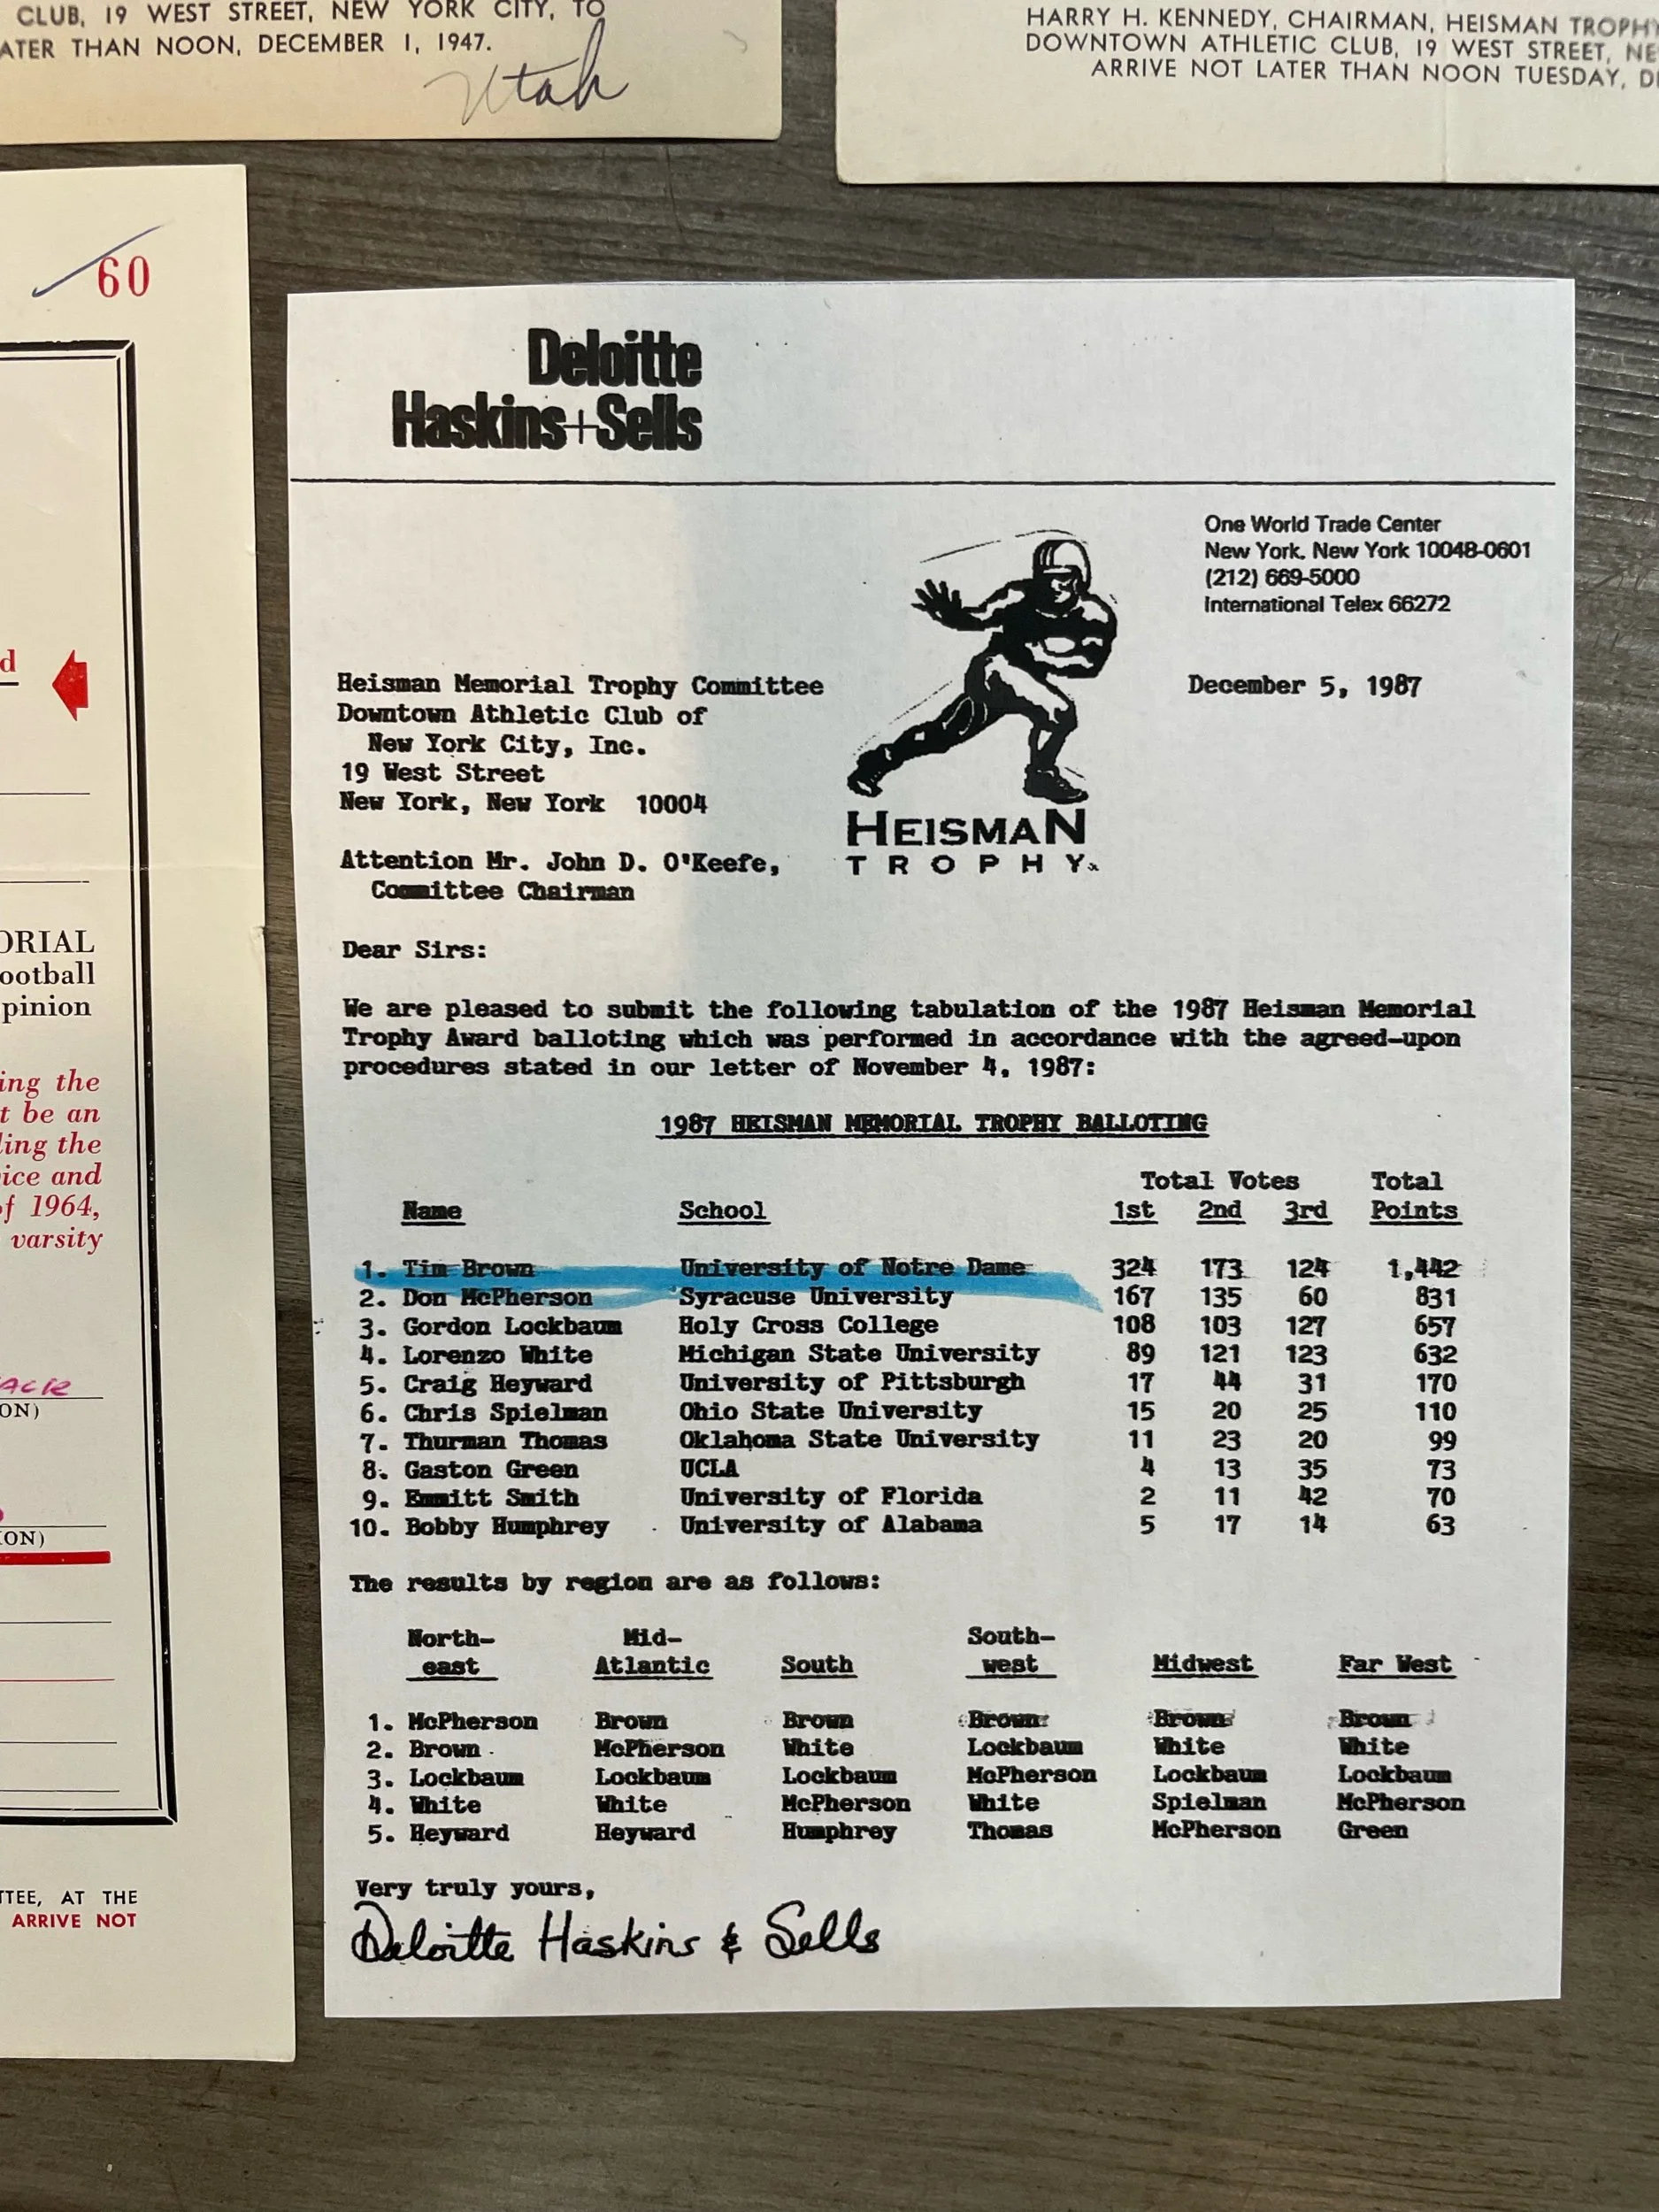 CLUB, 19 WEST STREET, NEW YORK CITY, TO
ATER THAN NOON, DECEMBER 1, 1947.
Utah
HARRY H. KENNEDY, CHAIRMAN, HEISMAN TROPHY
DOWNTOWN ATHLETIC CLUB, 19 WEST STREET, NE
ARRIVE NOT LATER THAN NOON TUESDAY, DE
60
d
ORIAL
ootball
pinion
ing the
t be an
ling the
ice and
of 1964,
varsity
ACK
ON)
ION)
TTEE, AT THE
ARRIVE NOT
Deloitte
Haskins+Sells
One World Trade Center
New York, New York 10048-0601
(212) 669-5000
International Telex 66272
Heisman Memorial Trophy Committee
Downtown Athletic Club of
New York City, Inc.
19 West Street
New York, New York 10004
December 5, 1987
HEISMAN
TROPHY
Attention Mr. John D. O'Keefe,
Committee Chairman
Dear Sirs:
We are pleased to submit the following tabulation of the 1987 Heisman Memorial
Trophy Award balloting which was performed in accordance with the agreed-upon
procedures stated in our letter of November 4, 1987:
1987 HEISMAN MEMORIAL TROPHY BALLOTING
Total Votes Total
Name School 1st 2nd 3rd Points
1. Tim Brown University of Notre Dame 324 173 124 1,442
2. Don McPherson Syracuse University 167 135 60 831
3. Gordon Lockbaum Holy Cross College 108 103 127 657
4. Lorenzo White Michigan State University 89 121 123 632
5. Craig Heyward University of Pittsburgh 17 44 31 170
6. Chris Spielman Ohio State University 15 20 25 110
7. Thurman Thomas Oklahoma State University 11 23 20 99
8. Gaston Green UCLA 4 13 35 73
9. Emmitt Smith University of Florida 2 11 42 70
10. Bobby Humphrey University of Alabama 5 17 14 63
The results by region are as follows:
North- Mid- South-
east Atlantic South west Midwest Far West
1. McPherson Brown Brown Brown Brown Brown
2. Brown McPherson White Lockbaum White White
3. Lockbaum Lockbaum Lockbaum McPherson Lockbaum Lockbaum
4. White White McPherson White Spielman McPherson
5. Heyward Heyward Humphrey Thomas McPherson Green
Very truly yours,
Deloitte Haskins & Sells